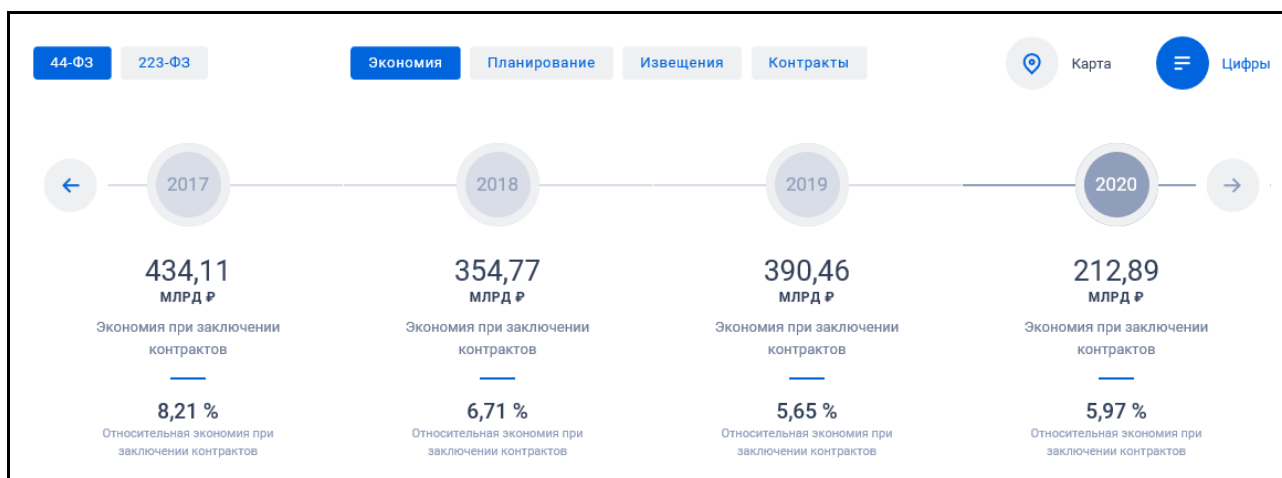 44-ФЗ 223-ФЗ Экономия Планирование Извещения Контракты Карта Цифры
2017 2018 2019 2020
434,11 354,77 390,46 212,89
МЛРД ₽ МЛРД ₽ МЛРД ₽ МЛРД ₽
Экономия при заключении Экономия при заключении Экономия при заключении Экономия при заключении
контрактов контрактов контрактов контрактов
8,21 % 6,71 % 5,65 % 5,97 %
Относительная экономия при Относительная экономия при Относительная экономия при Относительная экономия при
заключении контрактов заключении контрактов заключении контрактов заключении контрактов